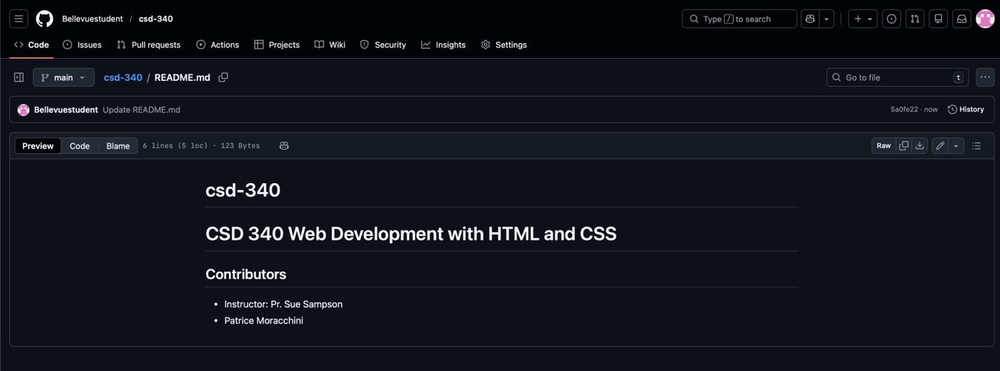 Bellevuestudent / csd-340
Type / to search
Code Issues Pull requests Actions Projects Wiki Security Insights Settings
main csd-340 / README.md
Go to file t
Bellevuestudent Update README.md
5a0fe22 · now History
Preview Code Blame 6 lines (5 loc) · 123 Bytes
Raw
csd-340
CSD 340 Web Development with HTML and CSS
Contributors
• Instructor: Pr. Sue Sampson
• Patrice Moracchini